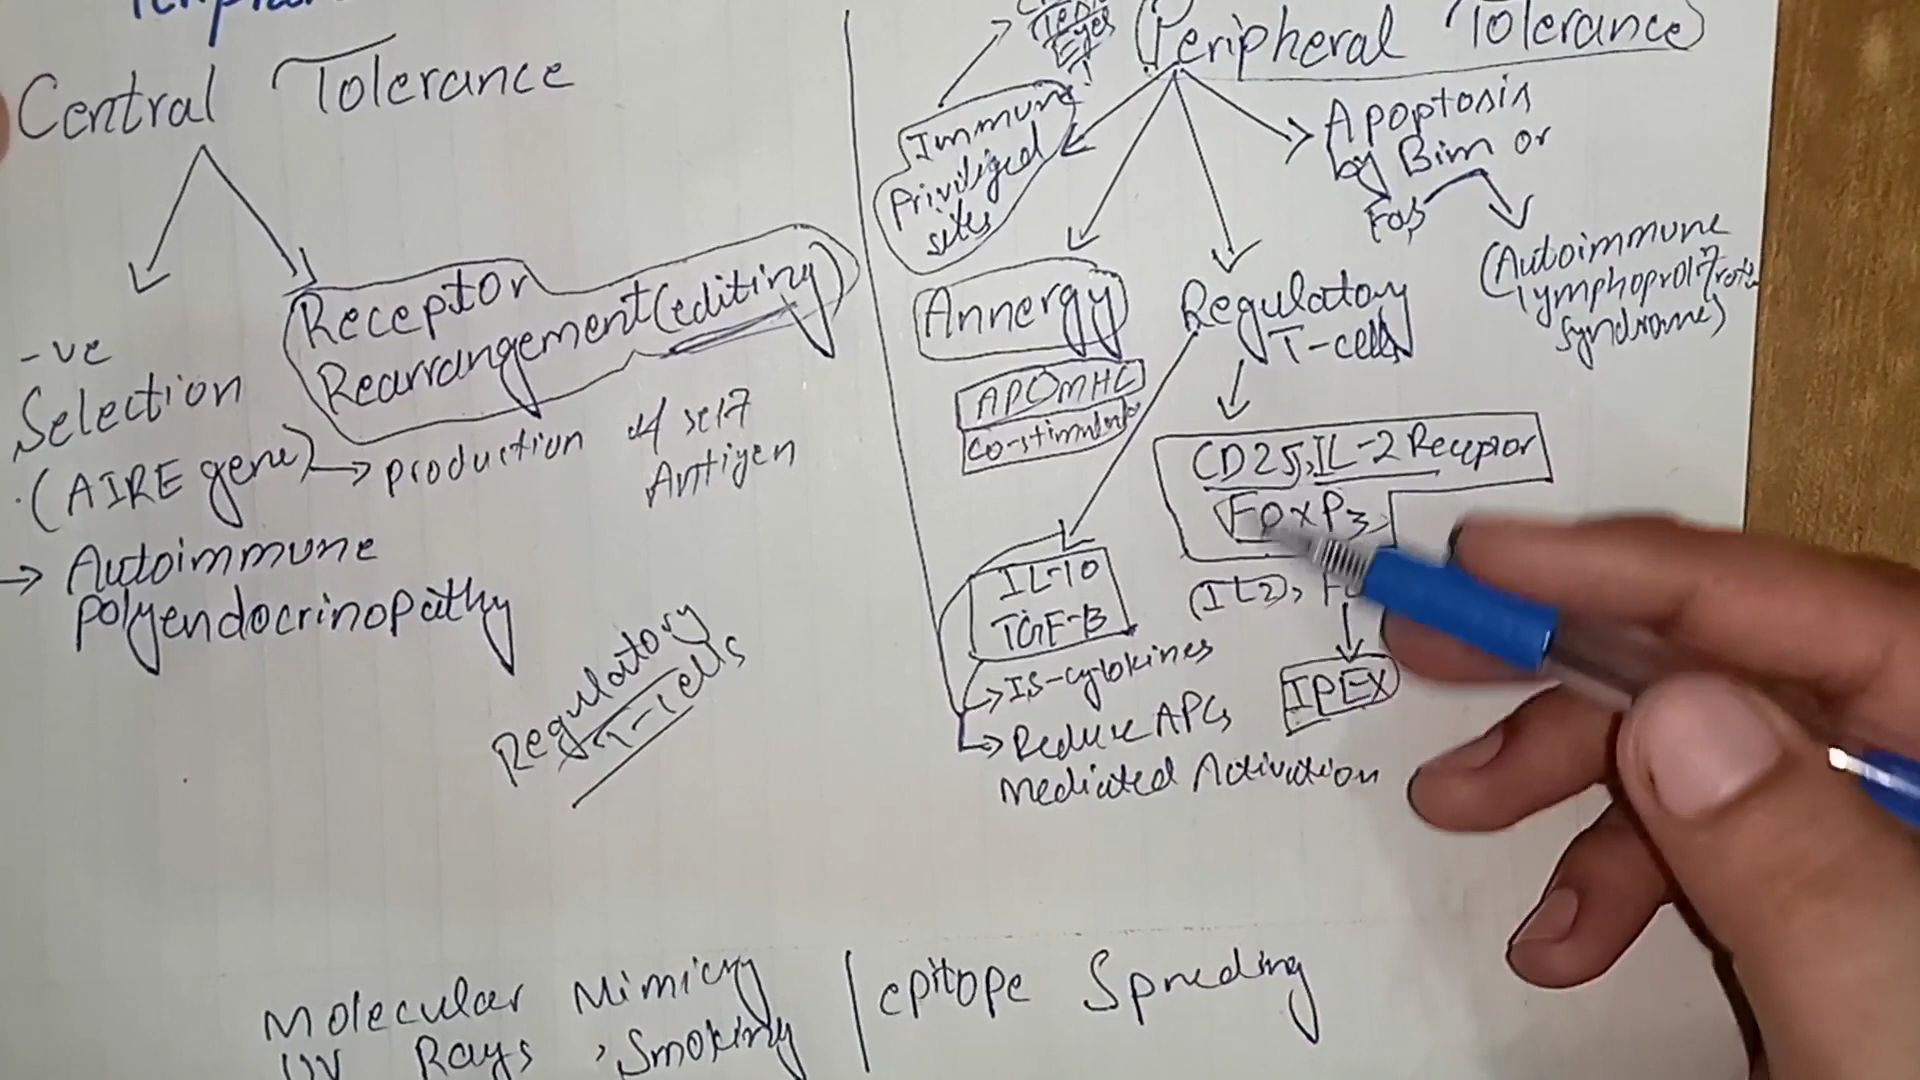 Central Tolerance
-ve
Selection
(AIRE gene)
→ Autoimmune
polyendocrinopathy
Receptor
Rearrangement (editing)
→ production of self
Antigen
Regulatory
T-cells
Peripheral Tolerance
Eyes
Immune
Privileged
sites
Annergy
APC MHC
Co-stimulato
Regulatory
T-cells
CD25, IL-2 Receptor
FOXP3
(IL2), Fo
IPEX
IL-10
TGF-B
→ IS-cytokines
→ Reduce APCs
Mediated Activation
Apoptosis
by Bim or
Fas
(Autoimmune
lymphoproliferative
syndrome)
Molecular Mimicry / epitope Spreding
UV Rays, Smoking